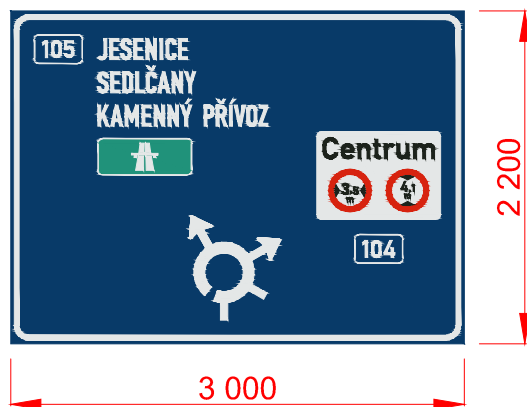 105 JESENICE
SEDLČANY
KAMENNÝ PŘÍVOZ
Centrum
3,5 m 4,1 m
104
2 200
3 000